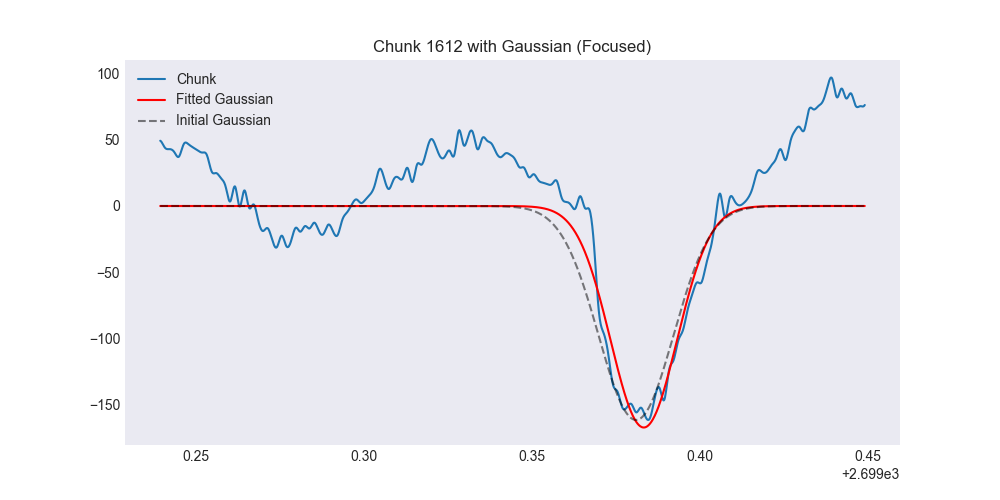 Chunk 1612 with Gaussian (Focused)
Chunk
Fitted Gaussian
Initial Gaussian
100
50
0
−50
−100
−150
0.25 0.30 0.35 0.40 0.45
+2.699e3